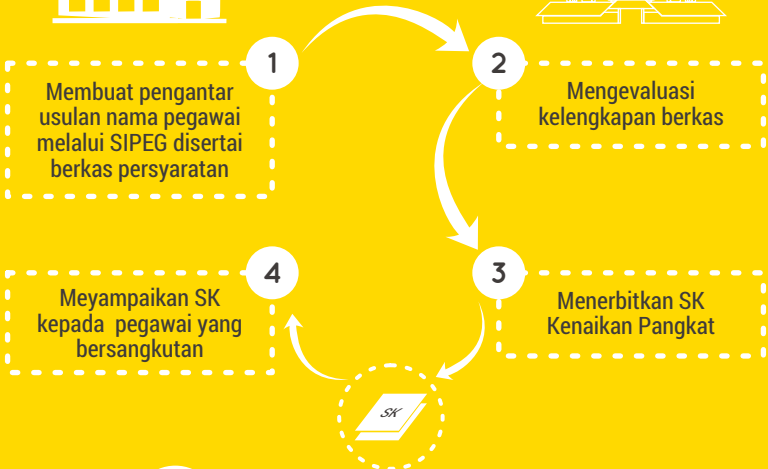 1
Membuat pengantar
usulan nama pegawai
melalui SIPEG disertai
berkas persyaratan
2
Mengevaluasi
kelengkapan berkas
3
Menerbitkan SK
Kenaikan Pangkat
SK
4
Meyampaikan SK
kepada pegawai yang
bersangkutan